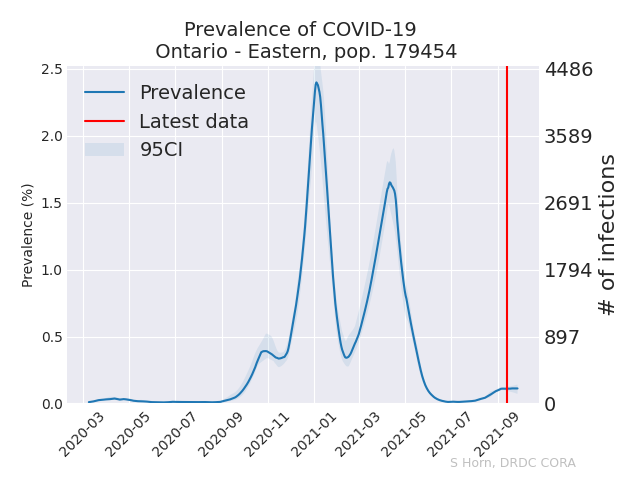 Prevalence of COVID-19
Ontario - Eastern, pop. 179454
Prevalence
Latest data
95CI
Prevalence (%)
2.5
2.0
1.5
1.0
0.5
0.0
4486
3589
2691
1794
897
0
# of infections
2020-03
2020-05
2020-07
2020-09
2020-11
2021-01
2021-03
2021-05
2021-07
2021-09
S Horn, DRDC CORA